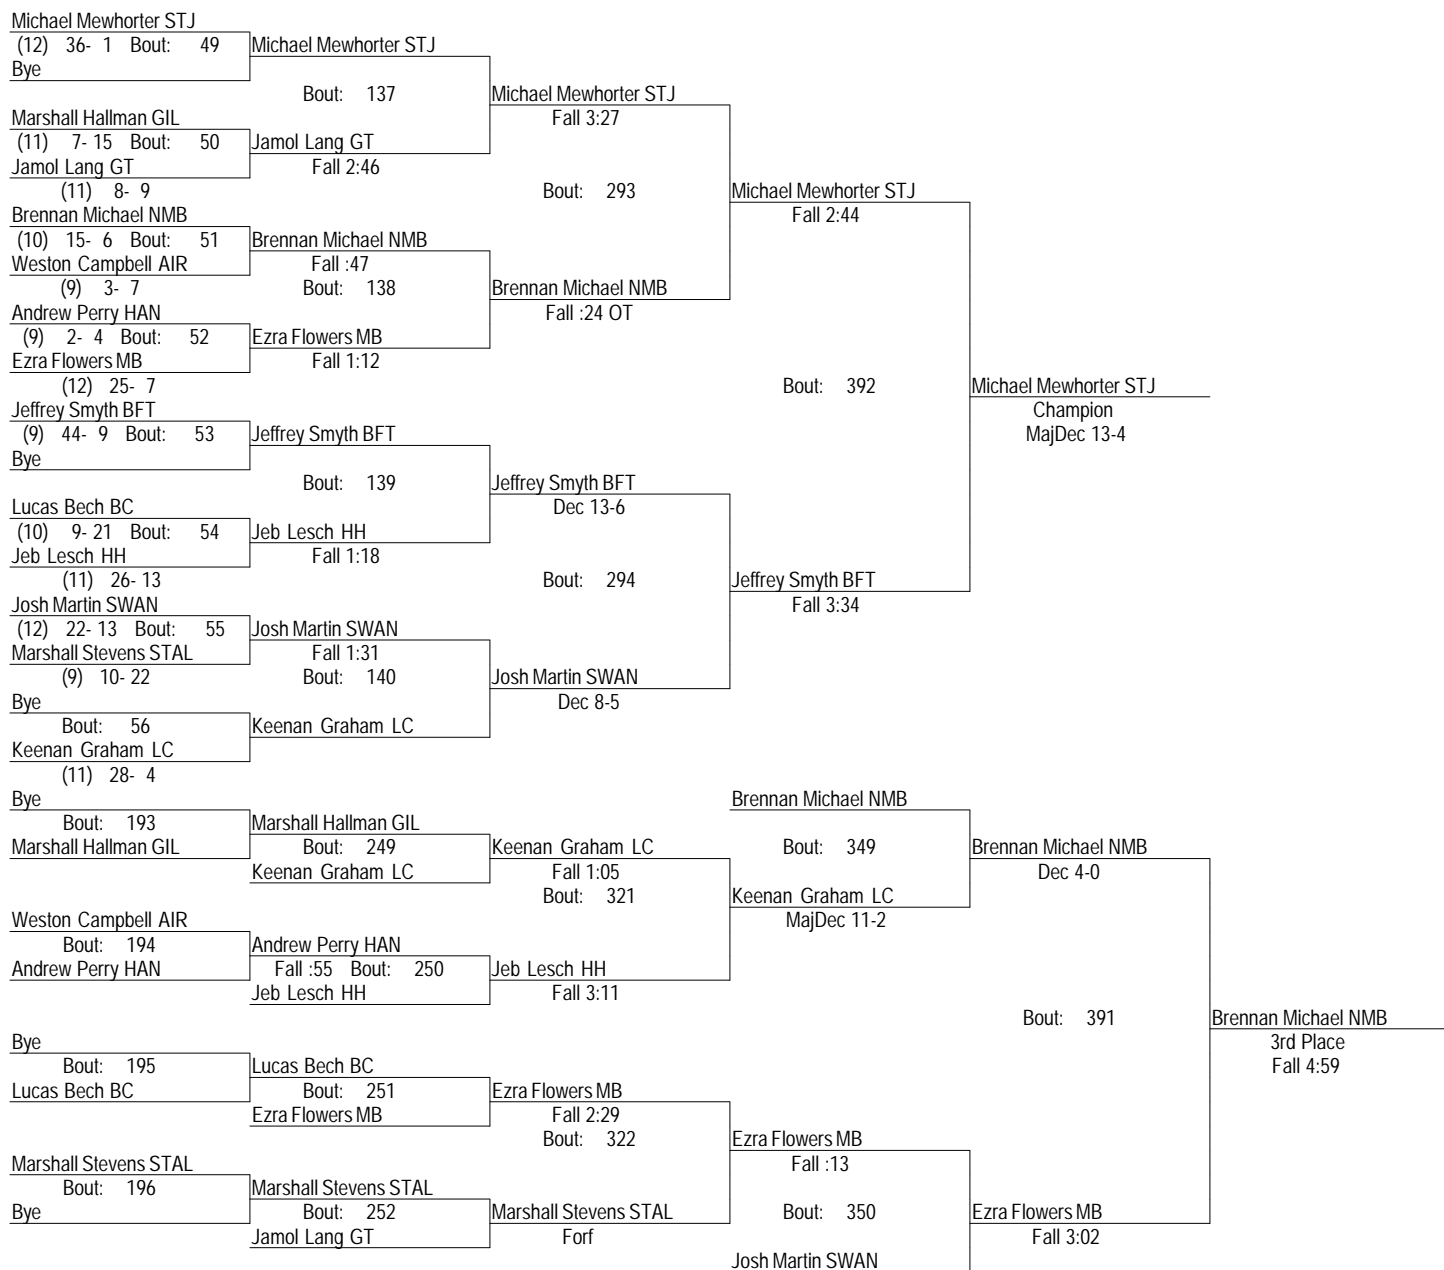 Michael Mewhorter STJ
(12) 36- 1 Bout: 49 Michael Mewhorter STJ
Bye
Bout: 137 Michael Mewhorter STJ
Marshall Hallman GIL Fall 3:27
(11) 7- 15 Bout: 50 Jamol Lang GT
Jamol Lang GT Fall 2:46
(11) 8- 9 Bout: 293 Michael Mewhorter STJ
Brennan Michael NMB Fall 2:44
(10) 15- 6 Bout: 51 Brennan Michael NMB
Weston Campbell AIR Fall :47
(9) 3- 7 Bout: 138 Brennan Michael NMB
Andrew Perry HAN Fall :24 OT
(9) 2- 4 Bout: 52 Ezra Flowers MB
Ezra Flowers MB Fall 1:12
(12) 25- 7 Bout: 392 Michael Mewhorter STJ
Jeffrey Smyth BFT Champion
(9) 44- 9 Bout: 53 Jeffrey Smyth BFT MajDec 13-4
Bye
Bout: 139 Jeffrey Smyth BFT
Lucas Bech BC Dec 13-6
(10) 9- 21 Bout: 54 Jeb Lesch HH
Jeb Lesch HH Fall 1:18
(11) 26- 13 Bout: 294 Jeffrey Smyth BFT
Josh Martin SWAN Fall 3:34
(12) 22- 13 Bout: 55 Josh Martin SWAN
Marshall Stevens STAL Fall 1:31
(9) 10- 22 Bout: 140 Josh Martin SWAN
Bye Dec 8-5
Bout: 56 Keenan Graham LC
Keenan Graham LC
(11) 28- 4
Bye Brennan Michael NMB
Bout: 193 Marshall Hallman GIL
Marshall Hallman GIL Bout: 249 Keenan Graham LC Bout: 349 Brennan Michael NMB
Keenan Graham LC Fall 1:05 Dec 4-0
Bout: 321 Keenan Graham LC
Weston Campbell AIR MajDec 11-2
Bout: 194 Andrew Perry HAN
Andrew Perry HAN Fall :55 Bout: 250 Jeb Lesch HH
Jeb Lesch HH Fall 3:11
Bout: 391 Brennan Michael NMB
Bye 3rd Place
Bout: 195 Lucas Bech BC Fall 4:59
Lucas Bech BC Bout: 251 Ezra Flowers MB
Ezra Flowers MB Fall 2:29
Bout: 322 Ezra Flowers MB
Marshall Stevens STAL Fall :13
Bout: 196 Marshall Stevens STAL
Bye Bout: 252 Marshall Stevens STAL Bout: 350 Ezra Flowers MB
Jamol Lang GT Forf Fall 3:02
Josh Martin SWAN